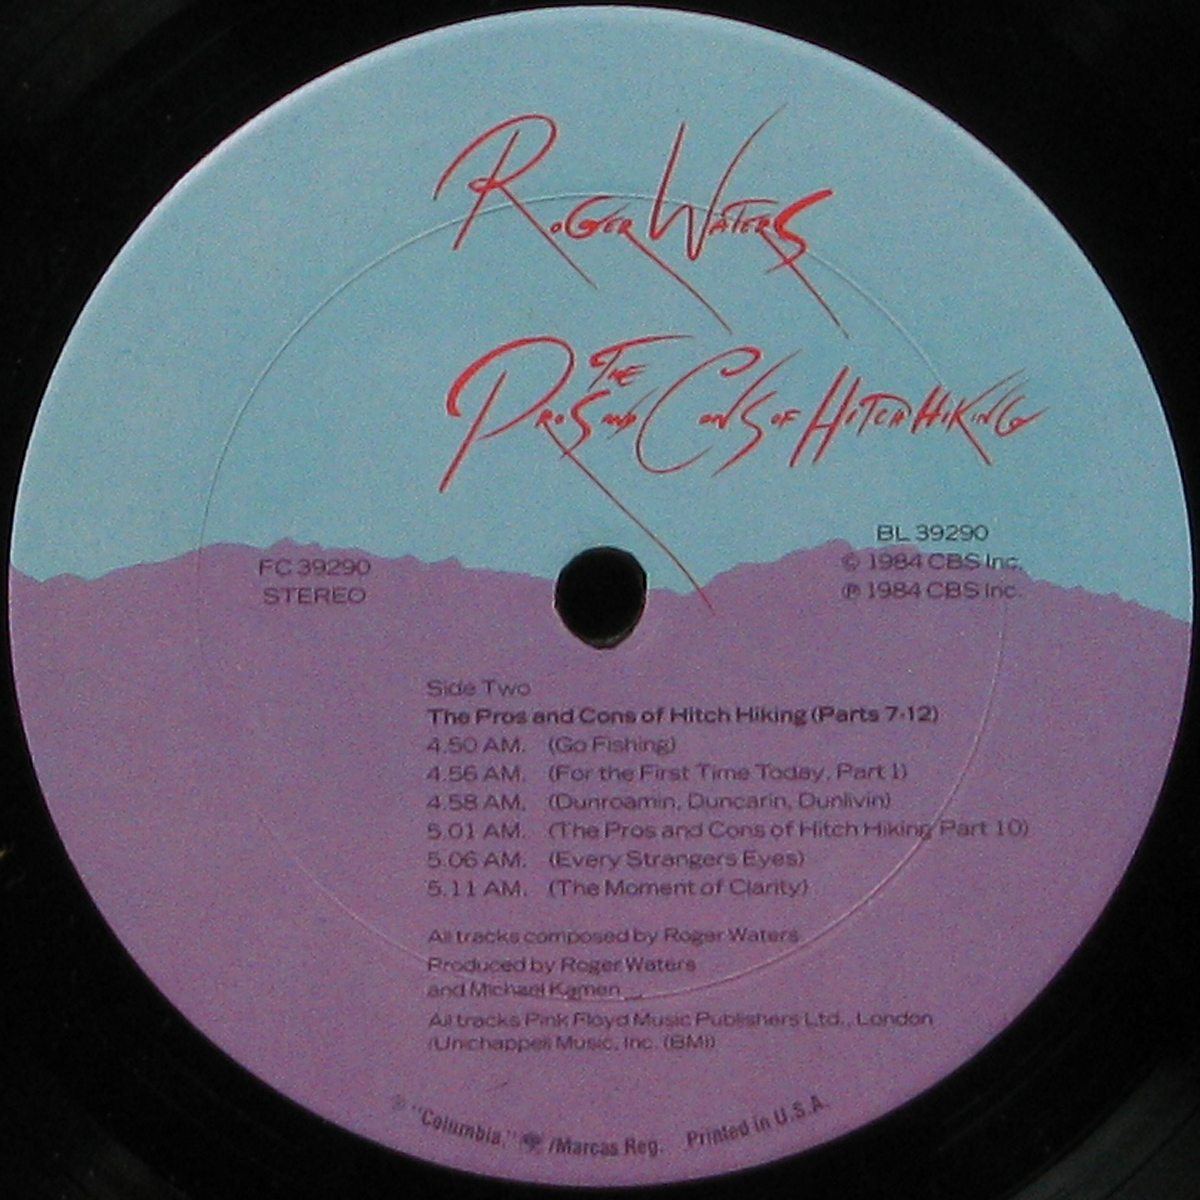 Roger Waters
The
Pros and Cons of Hitch Hiking
BL 39290
© 1984 CBS Inc.
℗ 1984 CBS Inc.
FC 39290
STEREO
Side Two
The Pros and Cons of Hitch Hiking (Parts 7-12)
4.50 AM. (Go Fishing)
4.56 AM. (For the First Time Today, Part 1)
4.58 AM. (Dunroamin, Duncarin, Dunlivin)
5.01 AM. (The Pros and Cons of Hitch Hiking Part 10)
5.06 AM. (Every Strangers Eyes)
5.11 AM. (The Moment of Clarity)
All tracks composed by Roger Waters
Produced by Roger Waters
and Michael Kamen
All tracks Pink Floyd Music Publishers Ltd., London
/Unichappell Music, Inc. (BMI)
® "Columbia," /Marcas Reg. Printed in U.S.A.